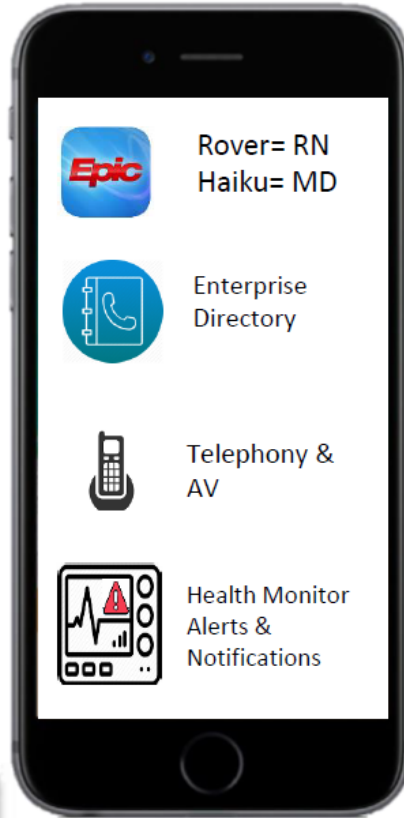 Epic
Rover= RN
Haiku= MD
Enterprise
Directory
Telephony &
AV
Health Monitor
Alerts &
Notifications